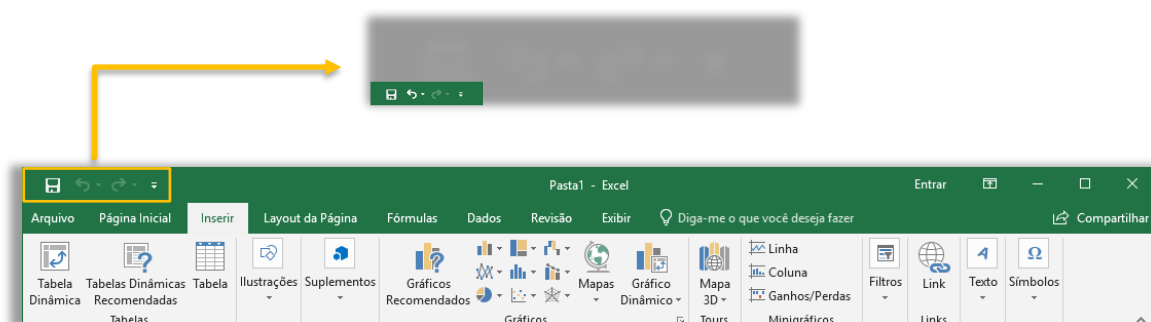 Pasta1 - Excel
Entrar
Arquivo Página Inicial Inserir Layout da Página Fórmulas Dados Revisão Exibir Diga-me o que você deseja fazer Compartilhar
Tabela Dinâmica
Tabelas Dinâmicas Recomendadas
Tabela
Ilustrações
Suplementos
Gráficos Recomendados
Mapas
Gráfico Dinâmico
Mapa 3D
Linha
Coluna
Ganhos/Perdas
Filtros
Link
Texto
Símbolos
Tabelas Gráficos Tours Minigráficos Links